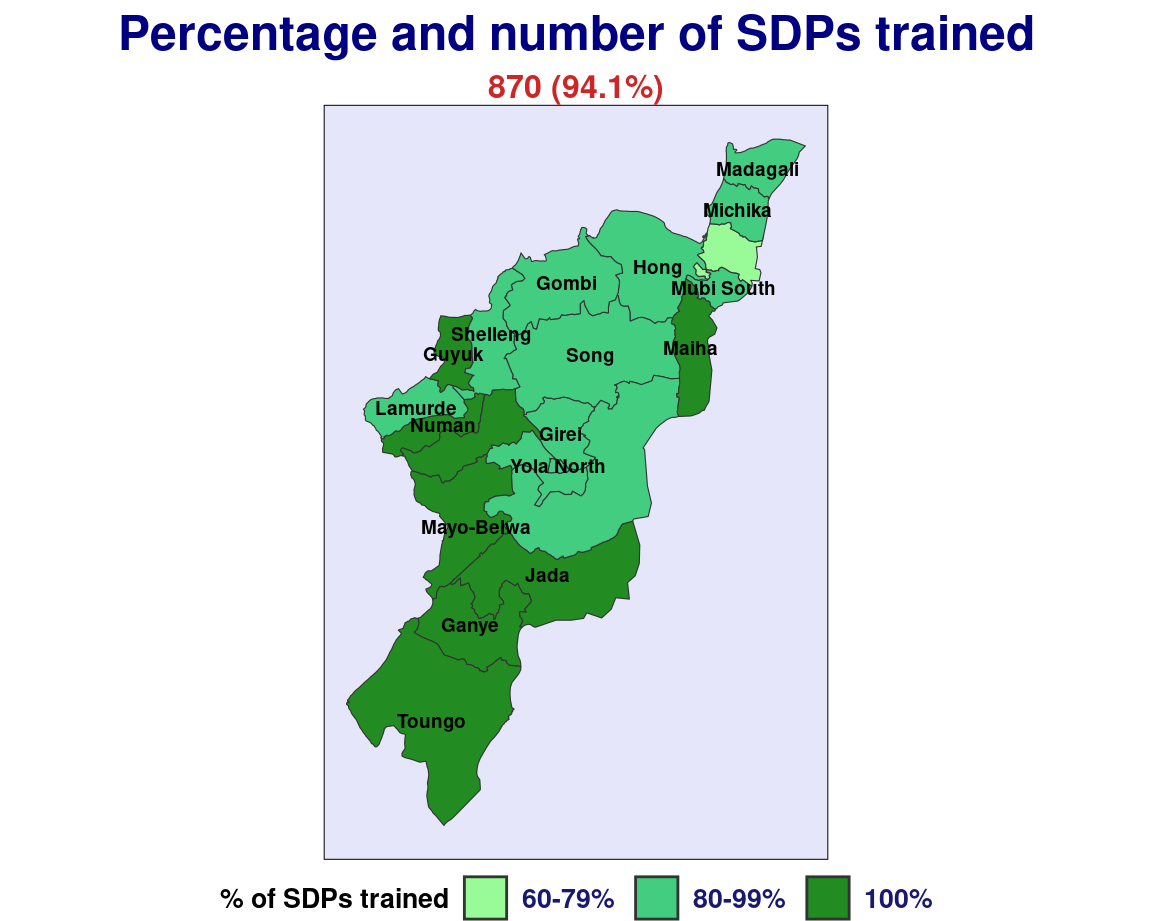 Percentage and number of SDPs trained
870 (94.1%)
Madagali
Michika
Hong
Gombi
Mubi South
Shelleng
Guyuk
Song
Maiha
Lamurde
Numan
Girei
Yola North
Mayo-Belwa
Jada
Ganye
Toungo
% of SDPs trained 60-79% 80-99% 100%